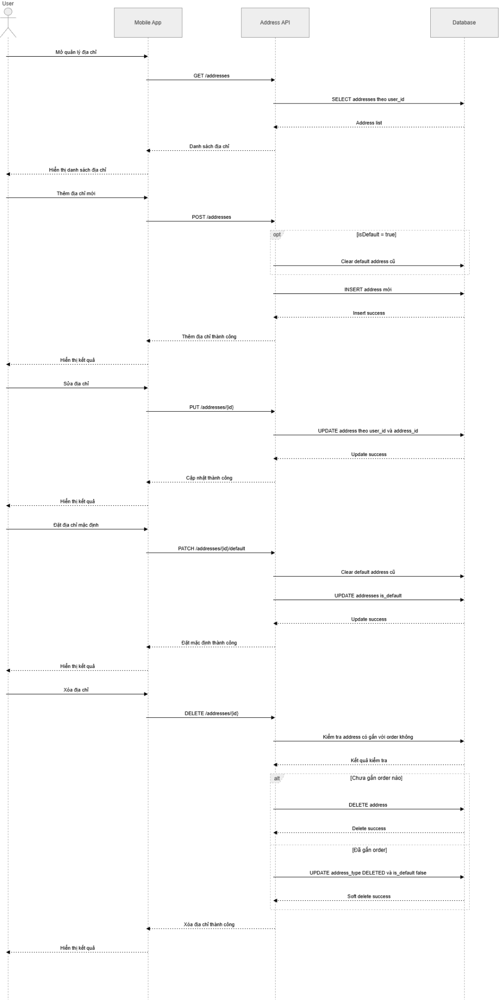 User
Mobile App
Address API
Database
Mở quản lý địa chỉ
GET /addresses
SELECT addresses theo user_id
Address list
Danh sách địa chỉ
Hiển thị danh sách địa chỉ
Thêm địa chỉ mới
POST /addresses
opt
[isDefault = true]
Clear default address cũ
INSERT address mới
Insert success
Thêm địa chỉ thành công
Hiển thị kết quả
Sửa địa chỉ
PUT /addresses/{id}
UPDATE address theo user_id và address_id
Update success
Cập nhật thành công
Hiển thị kết quả
Đặt địa chỉ mặc định
PATCH /addresses/{id}/default
Clear default address cũ
UPDATE addresses is_default
Update success
Đặt mặc định thành công
Hiển thị kết quả
Xóa địa chỉ
DELETE /addresses/{id}
Kiểm tra address có gắn với order không
Kết quả kiểm tra
alt
[Chưa gắn order nào]
DELETE address
Delete success
[Đã gắn order]
UPDATE address_type DELETED và is_default false
Soft delete success
Xóa địa chỉ thành công
Hiển thị kết quả